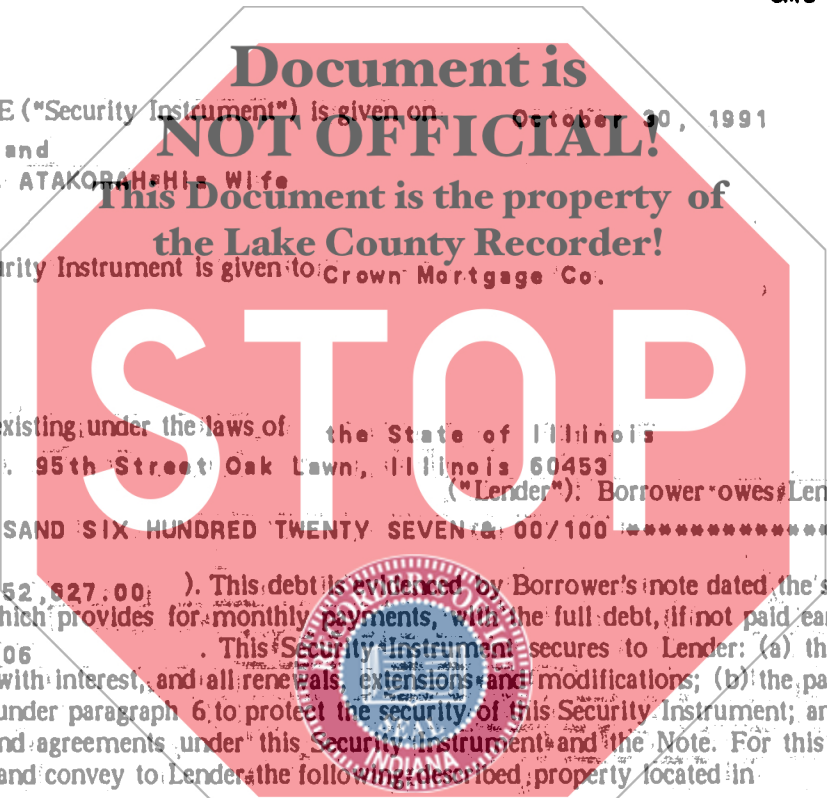 Document is
E ("Security Instrument") is given on October 30, 1991
NOT OFFICIAL!
and
ATAKORAH His Wife
This Document is the property of
the Lake County Recorder!
urity Instrument is given to Crown Mortgage Co.
,
STOP
existing under the laws of the State of Illinois
. 95th Street Oak Lawn, Illinois 60453
("Lender"). Borrower owes Len
SAND SIX HUNDRED TWENTY SEVEN & 00/100 **************
52,627.00 ). This debt is evidenced by Borrower's note dated the s
hich provides for monthly payments, with the full debt, if not paid ear
06 . This Security Instrument secures to Lender: (a) th
with interest, and all renewals, extensions and modifications; (b) the pa
under paragraph 6 to protect the security of this Security Instrument; an
nd agreements under this Security Instrument and the Note. For this
and convey to Lender the following described property located in
SEAL
INDIANA